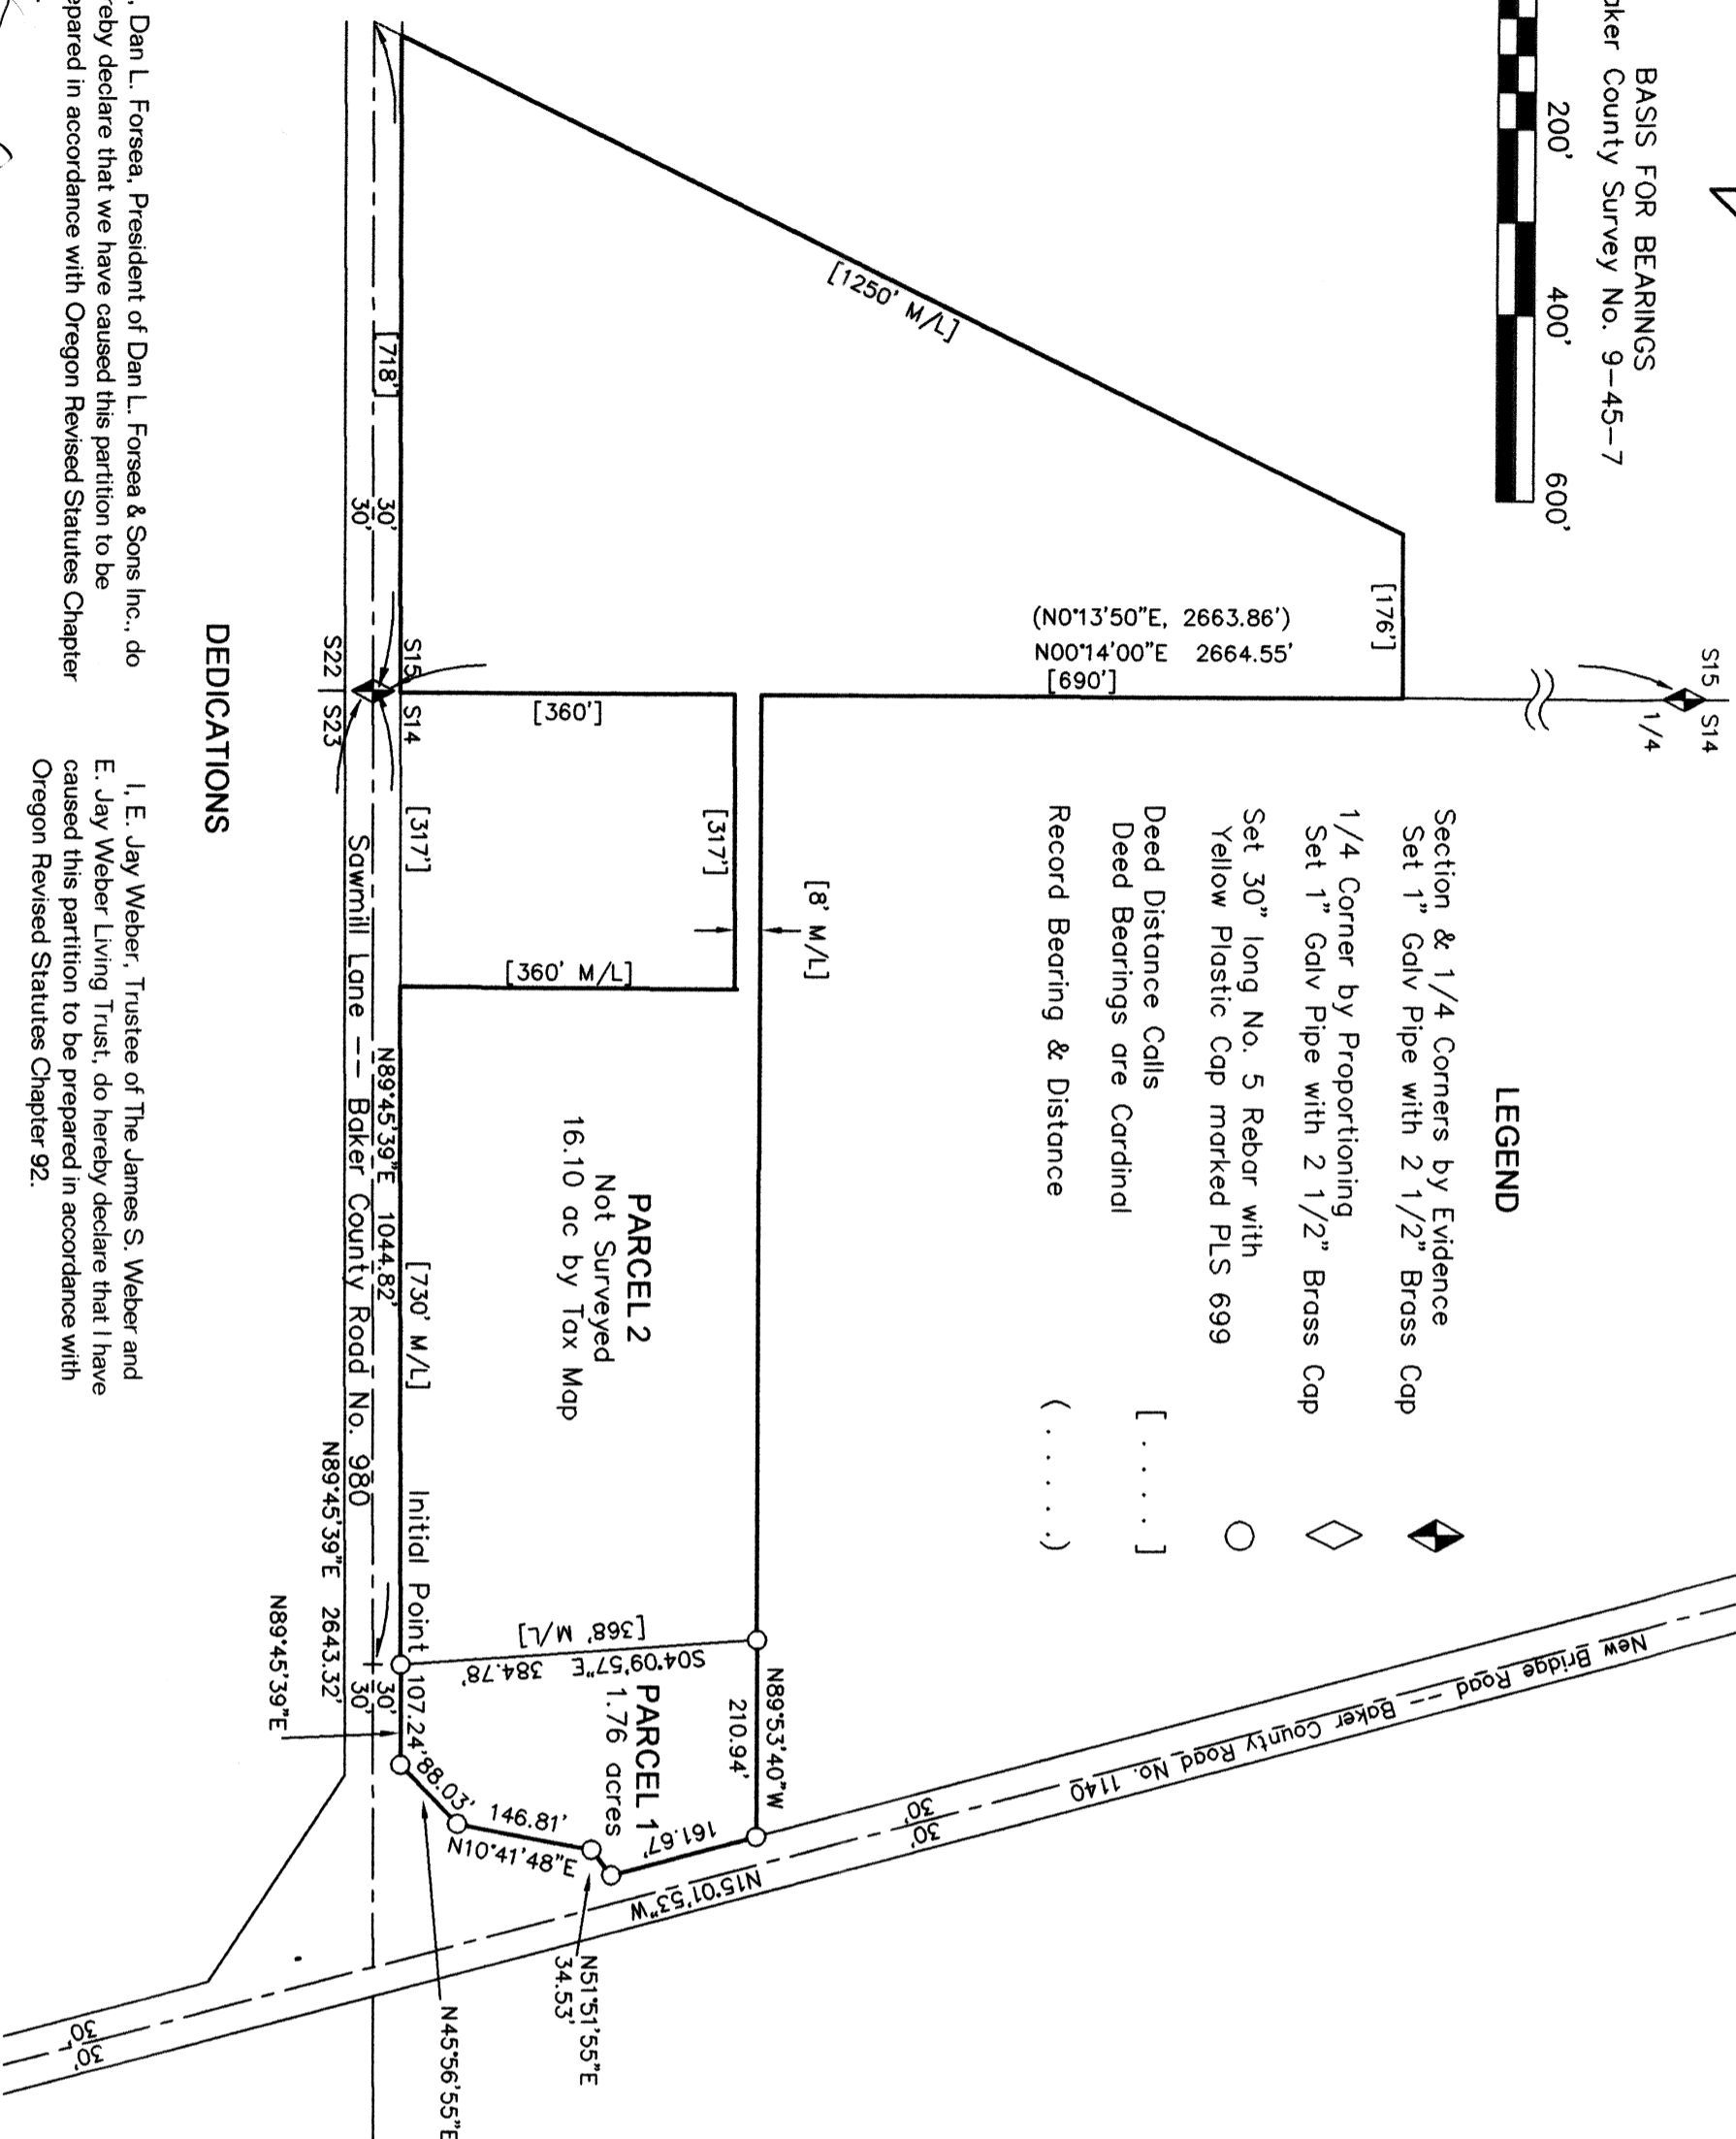 BASIS FOR BEARINGS
aker County Survey No. 9-45-7
200' 400' 600'
S15 S14
1/4
LEGEND
Section & 1/4 Corners by Evidence
Set 1" Galv Pipe with 2 1/2" Brass Cap
1/4 Corner by Proportioning
Set 1" Galv Pipe with 2 1/2" Brass Cap
Set 30" long No. 5 Rebar with
Yellow Plastic Cap marked PLS 699
Deed Distance Calls [ . . . . ]
Deed Bearings are Cardinal
Record Bearing & Distance ( . . . . . )
[176']
[1250' M/L]
(N0°13'50"E, 2663.86')
N00°14'00"E 2664.55'
[690']
[8' M/L]
[317']
[360']
[360' M/L]
[718']
30'
30'
S15 S14
S22 S23
[317']
PARCEL 2
Not Surveyed
16.10 ac by Tax Map
[730' M/L]
Initial Point
N89°45'39"E 1044.82'
Sawmill Lane -- Baker County Road No. 980
N89°45'39"E 2643.32'
N89°45'39"E
30'
30'
107.24'
[368' M/L]
S04°09'57"E 384.78'
N89°53'40"W
210.94'
PARCEL 1
1.76 acres
161.67'
88.03'
146.81'
N10°41'48"E
N51°51'55"E
34.53'
N45°56'55"E
N15°01'53"W
New Bridge Road -- Baker County Road No. 1140
30'
30'
30'
30'
DEDICATIONS
, Dan L. Forsea, President of Dan L. Forsea & Sons Inc., do
reby declare that we have caused this partition to be
epared in accordance with Oregon Revised Statutes Chapter
I, E. Jay Weber, Trustee of The James S. Weber and
E. Jay Weber Living Trust, do hereby declare that I have
caused this partition to be prepared in accordance with
Oregon Revised Statutes Chapter 92.